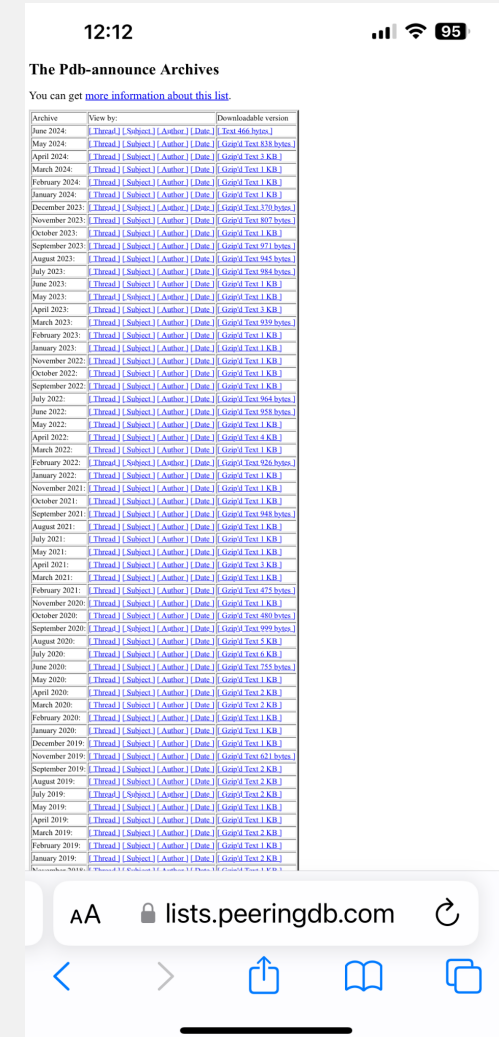 12:12
95
The Pdb-announce Archives
You can get more information about this list.
Archive View by: Downloadable version
June 2024: [ Thread ] [ Subject ] [ Author ] [ Date ] [ Text 466 bytes ]
May 2024: [ Thread ] [ Subject ] [ Author ] [ Date ] [ Gzip'd Text 838 bytes ]
April 2024: [ Thread ] [ Subject ] [ Author ] [ Date ] [ Gzip'd Text 3 KB ]
March 2024: [ Thread ] [ Subject ] [ Author ] [ Date ] [ Gzip'd Text 1 KB ]
February 2024: [ Thread ] [ Subject ] [ Author ] [ Date ] [ Gzip'd Text 1 KB ]
January 2024: [ Thread ] [ Subject ] [ Author ] [ Date ] [ Gzip'd Text 1 KB ]
December 2023: [ Thread ] [ Subject ] [ Author ] [ Date ] [ Gzip'd Text 370 bytes ]
November 2023: [ Thread ] [ Subject ] [ Author ] [ Date ] [ Gzip'd Text 807 bytes ]
October 2023: [ Thread ] [ Subject ] [ Author ] [ Date ] [ Gzip'd Text 1 KB ]
September 2023: [ Thread ] [ Subject ] [ Author ] [ Date ] [ Gzip'd Text 971 bytes ]
August 2023: [ Thread ] [ Subject ] [ Author ] [ Date ] [ Gzip'd Text 945 bytes ]
July 2023: [ Thread ] [ Subject ] [ Author ] [ Date ] [ Gzip'd Text 984 bytes ]
June 2023: [ Thread ] [ Subject ] [ Author ] [ Date ] [ Gzip'd Text 1 KB ]
May 2023: [ Thread ] [ Subject ] [ Author ] [ Date ] [ Gzip'd Text 1 KB ]
April 2023: [ Thread ] [ Subject ] [ Author ] [ Date ] [ Gzip'd Text 3 KB ]
March 2023: [ Thread ] [ Subject ] [ Author ] [ Date ] [ Gzip'd Text 939 bytes ]
February 2023: [ Thread ] [ Subject ] [ Author ] [ Date ] [ Gzip'd Text 1 KB ]
January 2023: [ Thread ] [ Subject ] [ Author ] [ Date ] [ Gzip'd Text 1 KB ]
November 2022: [ Thread ] [ Subject ] [ Author ] [ Date ] [ Gzip'd Text 1 KB ]
October 2022: [ Thread ] [ Subject ] [ Author ] [ Date ] [ Gzip'd Text 1 KB ]
September 2022: [ Thread ] [ Subject ] [ Author ] [ Date ] [ Gzip'd Text 1 KB ]
July 2022: [ Thread ] [ Subject ] [ Author ] [ Date ] [ Gzip'd Text 964 bytes ]
June 2022: [ Thread ] [ Subject ] [ Author ] [ Date ] [ Gzip'd Text 958 bytes ]
May 2022: [ Thread ] [ Subject ] [ Author ] [ Date ] [ Gzip'd Text 1 KB ]
April 2022: [ Thread ] [ Subject ] [ Author ] [ Date ] [ Gzip'd Text 4 KB ]
March 2022: [ Thread ] [ Subject ] [ Author ] [ Date ] [ Gzip'd Text 1 KB ]
February 2022: [ Thread ] [ Subject ] [ Author ] [ Date ] [ Gzip'd Text 926 bytes ]
January 2022: [ Thread ] [ Subject ] [ Author ] [ Date ] [ Gzip'd Text 1 KB ]
November 2021: [ Thread ] [ Subject ] [ Author ] [ Date ] [ Gzip'd Text 1 KB ]
October 2021: [ Thread ] [ Subject ] [ Author ] [ Date ] [ Gzip'd Text 1 KB ]
September 2021: [ Thread ] [ Subject ] [ Author ] [ Date ] [ Gzip'd Text 948 bytes ]
August 2021: [ Thread ] [ Subject ] [ Author ] [ Date ] [ Gzip'd Text 1 KB ]
July 2021: [ Thread ] [ Subject ] [ Author ] [ Date ] [ Gzip'd Text 1 KB ]
May 2021: [ Thread ] [ Subject ] [ Author ] [ Date ] [ Gzip'd Text 1 KB ]
April 2021: [ Thread ] [ Subject ] [ Author ] [ Date ] [ Gzip'd Text 3 KB ]
March 2021: [ Thread ] [ Subject ] [ Author ] [ Date ] [ Gzip'd Text 1 KB ]
February 2021: [ Thread ] [ Subject ] [ Author ] [ Date ] [ Gzip'd Text 475 bytes ]
November 2020: [ Thread ] [ Subject ] [ Author ] [ Date ] [ Gzip'd Text 1 KB ]
October 2020: [ Thread ] [ Subject ] [ Author ] [ Date ] [ Gzip'd Text 480 bytes ]
September 2020: [ Thread ] [ Subject ] [ Author ] [ Date ] [ Gzip'd Text 999 bytes ]
August 2020: [ Thread ] [ Subject ] [ Author ] [ Date ] [ Gzip'd Text 5 KB ]
July 2020: [ Thread ] [ Subject ] [ Author ] [ Date ] [ Gzip'd Text 6 KB ]
June 2020: [ Thread ] [ Subject ] [ Author ] [ Date ] [ Gzip'd Text 755 bytes ]
May 2020: [ Thread ] [ Subject ] [ Author ] [ Date ] [ Gzip'd Text 1 KB ]
April 2020: [ Thread ] [ Subject ] [ Author ] [ Date ] [ Gzip'd Text 2 KB ]
March 2020: [ Thread ] [ Subject ] [ Author ] [ Date ] [ Gzip'd Text 2 KB ]
February 2020: [ Thread ] [ Subject ] [ Author ] [ Date ] [ Gzip'd Text 1 KB ]
January 2020: [ Thread ] [ Subject ] [ Author ] [ Date ] [ Gzip'd Text 1 KB ]
December 2019: [ Thread ] [ Subject ] [ Author ] [ Date ] [ Gzip'd Text 1 KB ]
November 2019: [ Thread ] [ Subject ] [ Author ] [ Date ] [ Gzip'd Text 621 bytes ]
September 2019: [ Thread ] [ Subject ] [ Author ] [ Date ] [ Gzip'd Text 2 KB ]
August 2019: [ Thread ] [ Subject ] [ Author ] [ Date ] [ Gzip'd Text 2 KB ]
July 2019: [ Thread ] [ Subject ] [ Author ] [ Date ] [ Gzip'd Text 2 KB ]
May 2019: [ Thread ] [ Subject ] [ Author ] [ Date ] [ Gzip'd Text 1 KB ]
April 2019: [ Thread ] [ Subject ] [ Author ] [ Date ] [ Gzip'd Text 1 KB ]
March 2019: [ Thread ] [ Subject ] [ Author ] [ Date ] [ Gzip'd Text 2 KB ]
February 2019: [ Thread ] [ Subject ] [ Author ] [ Date ] [ Gzip'd Text 1 KB ]
January 2019: [ Thread ] [ Subject ] [ Author ] [ Date ] [ Gzip'd Text 2 KB ]
AA lists.peeringdb.com